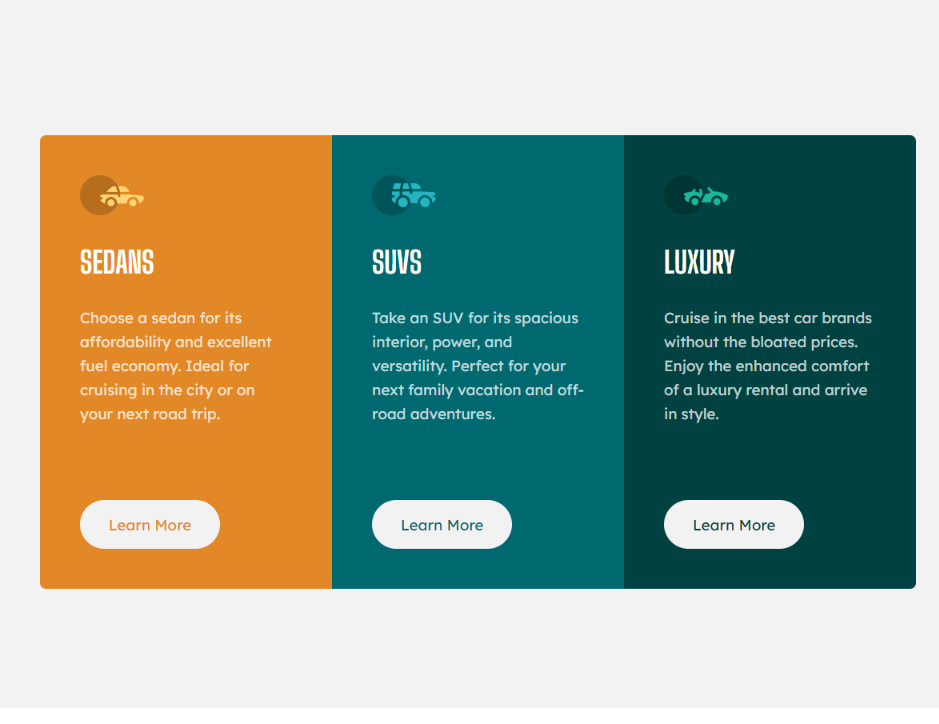 SEDANS
Choose a sedan for its
affordability and excellent
fuel economy. Ideal for
cruising in the city or on
your next road trip.
Learn More
SUVS
Take an SUV for its spacious
interior, power, and
versatility. Perfect for your
next family vacation and off-
road adventures.
Learn More
LUXURY
Cruise in the best car brands
without the bloated prices.
Enjoy the enhanced comfort
of a luxury rental and arrive
in style.
Learn More